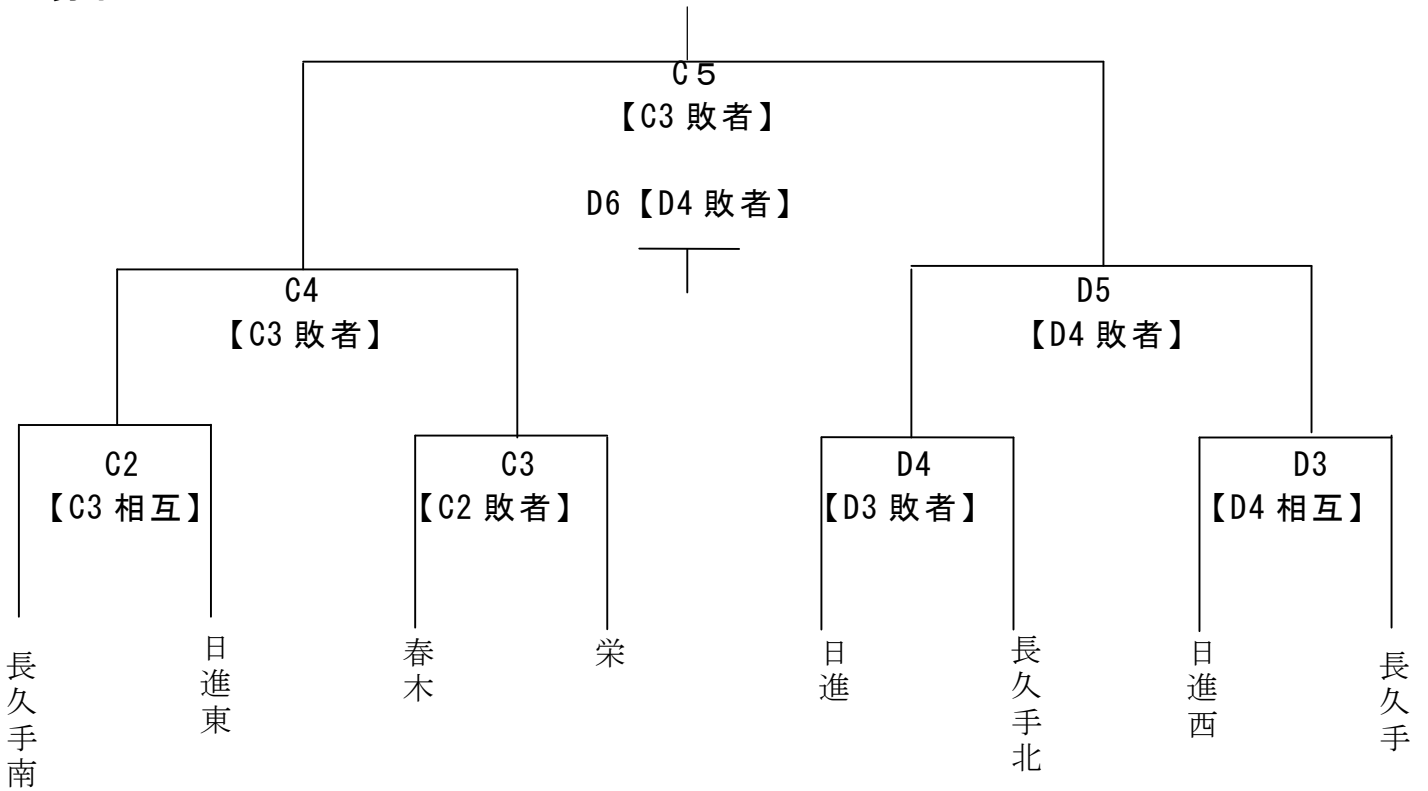 C5
【C3 敗者】
D6【D4 敗者】
C4
【C3 敗者】
D5
【D4 敗者】
C2
【C3 相互】
C3
【C2 敗者】
D4
【D3 敗者】
D3
【D4 相互】
長久手南
日進東
春木
栄
日進
長久手北
日進西
長久手